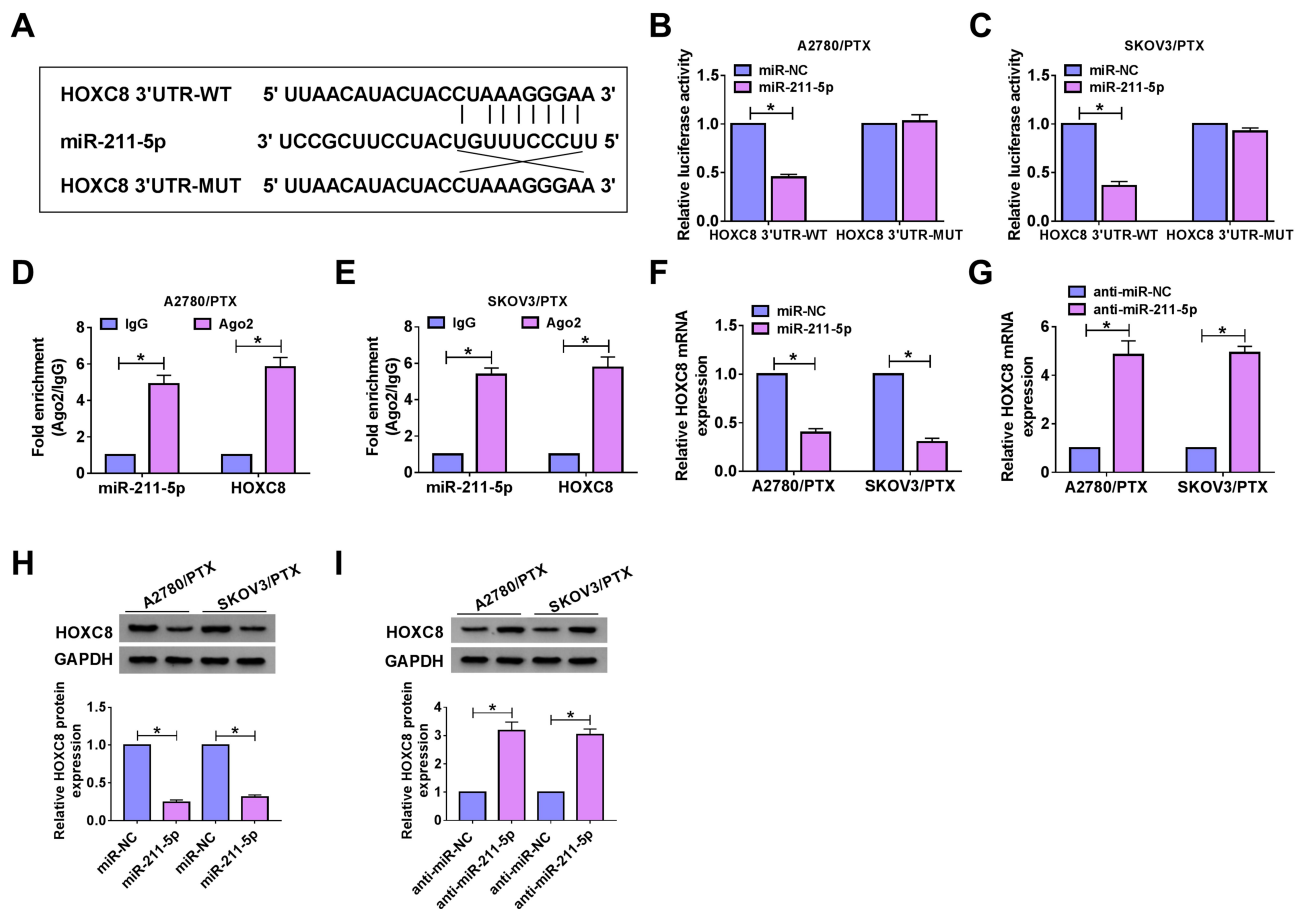 A
HOXC8 3'UTR-WT 5' UUAACAUACUACCUAAAGGGAA 3'
miR-211-5p 3' UCCGCUUCCUACUGUUUCCCUU 5'
HOXC8 3'UTR-MUT 5' UUAACAUACUACCUAAAGGGAA 3'
B
A2780/PTX
miR-NC
miR-211-5p
Relative luciferase activity
1.5
1.0
0.5
0.0
*
HOXC8 3'UTR-WT HOXC8 3'UTR-MUT
C
SKOV3/PTX
miR-NC
miR-211-5p
Relative luciferase activity
1.5
1.0
0.5
0.0
*
HOXC8 3'UTR-WT HOXC8 3'UTR-MUT
D
A2780/PTX
IgG Ago2
Fold enrichment
(Ago2/IgG)
8
6
4
2
0
* *
miR-211-5p HOXC8
E
SKOV3/PTX
IgG Ago2
Fold enrichment
(Ago2/IgG)
8
6
4
2
0
* *
miR-211-5p HOXC8
F
miR-NC
miR-211-5p
Relative HOXC8 mRNA
expression
1.5
1.0
0.5
0.0
* *
A2780/PTX SKOV3/PTX
G
anti-miR-NC
anti-miR-211-5p
Relative HOXC8 mRNA
expression
6
4
2
0
* *
A2780/PTX SKOV3/PTX
H
A2780/PTX SKOV3/PTX
HOXC8
GAPDH
Relative HOXC8 protein
expression
1.5
1.0
0.5
0.0
* *
miR-NC miR-211-5p miR-NC miR-211-5p
I
A2780/PTX SKOV3/PTX
HOXC8
GAPDH
Relative HOXC8 protein
expression
4
3
2
1
0
* *
anti-miR-NC anti-miR-211-5p anti-miR-NC anti-miR-211-5p